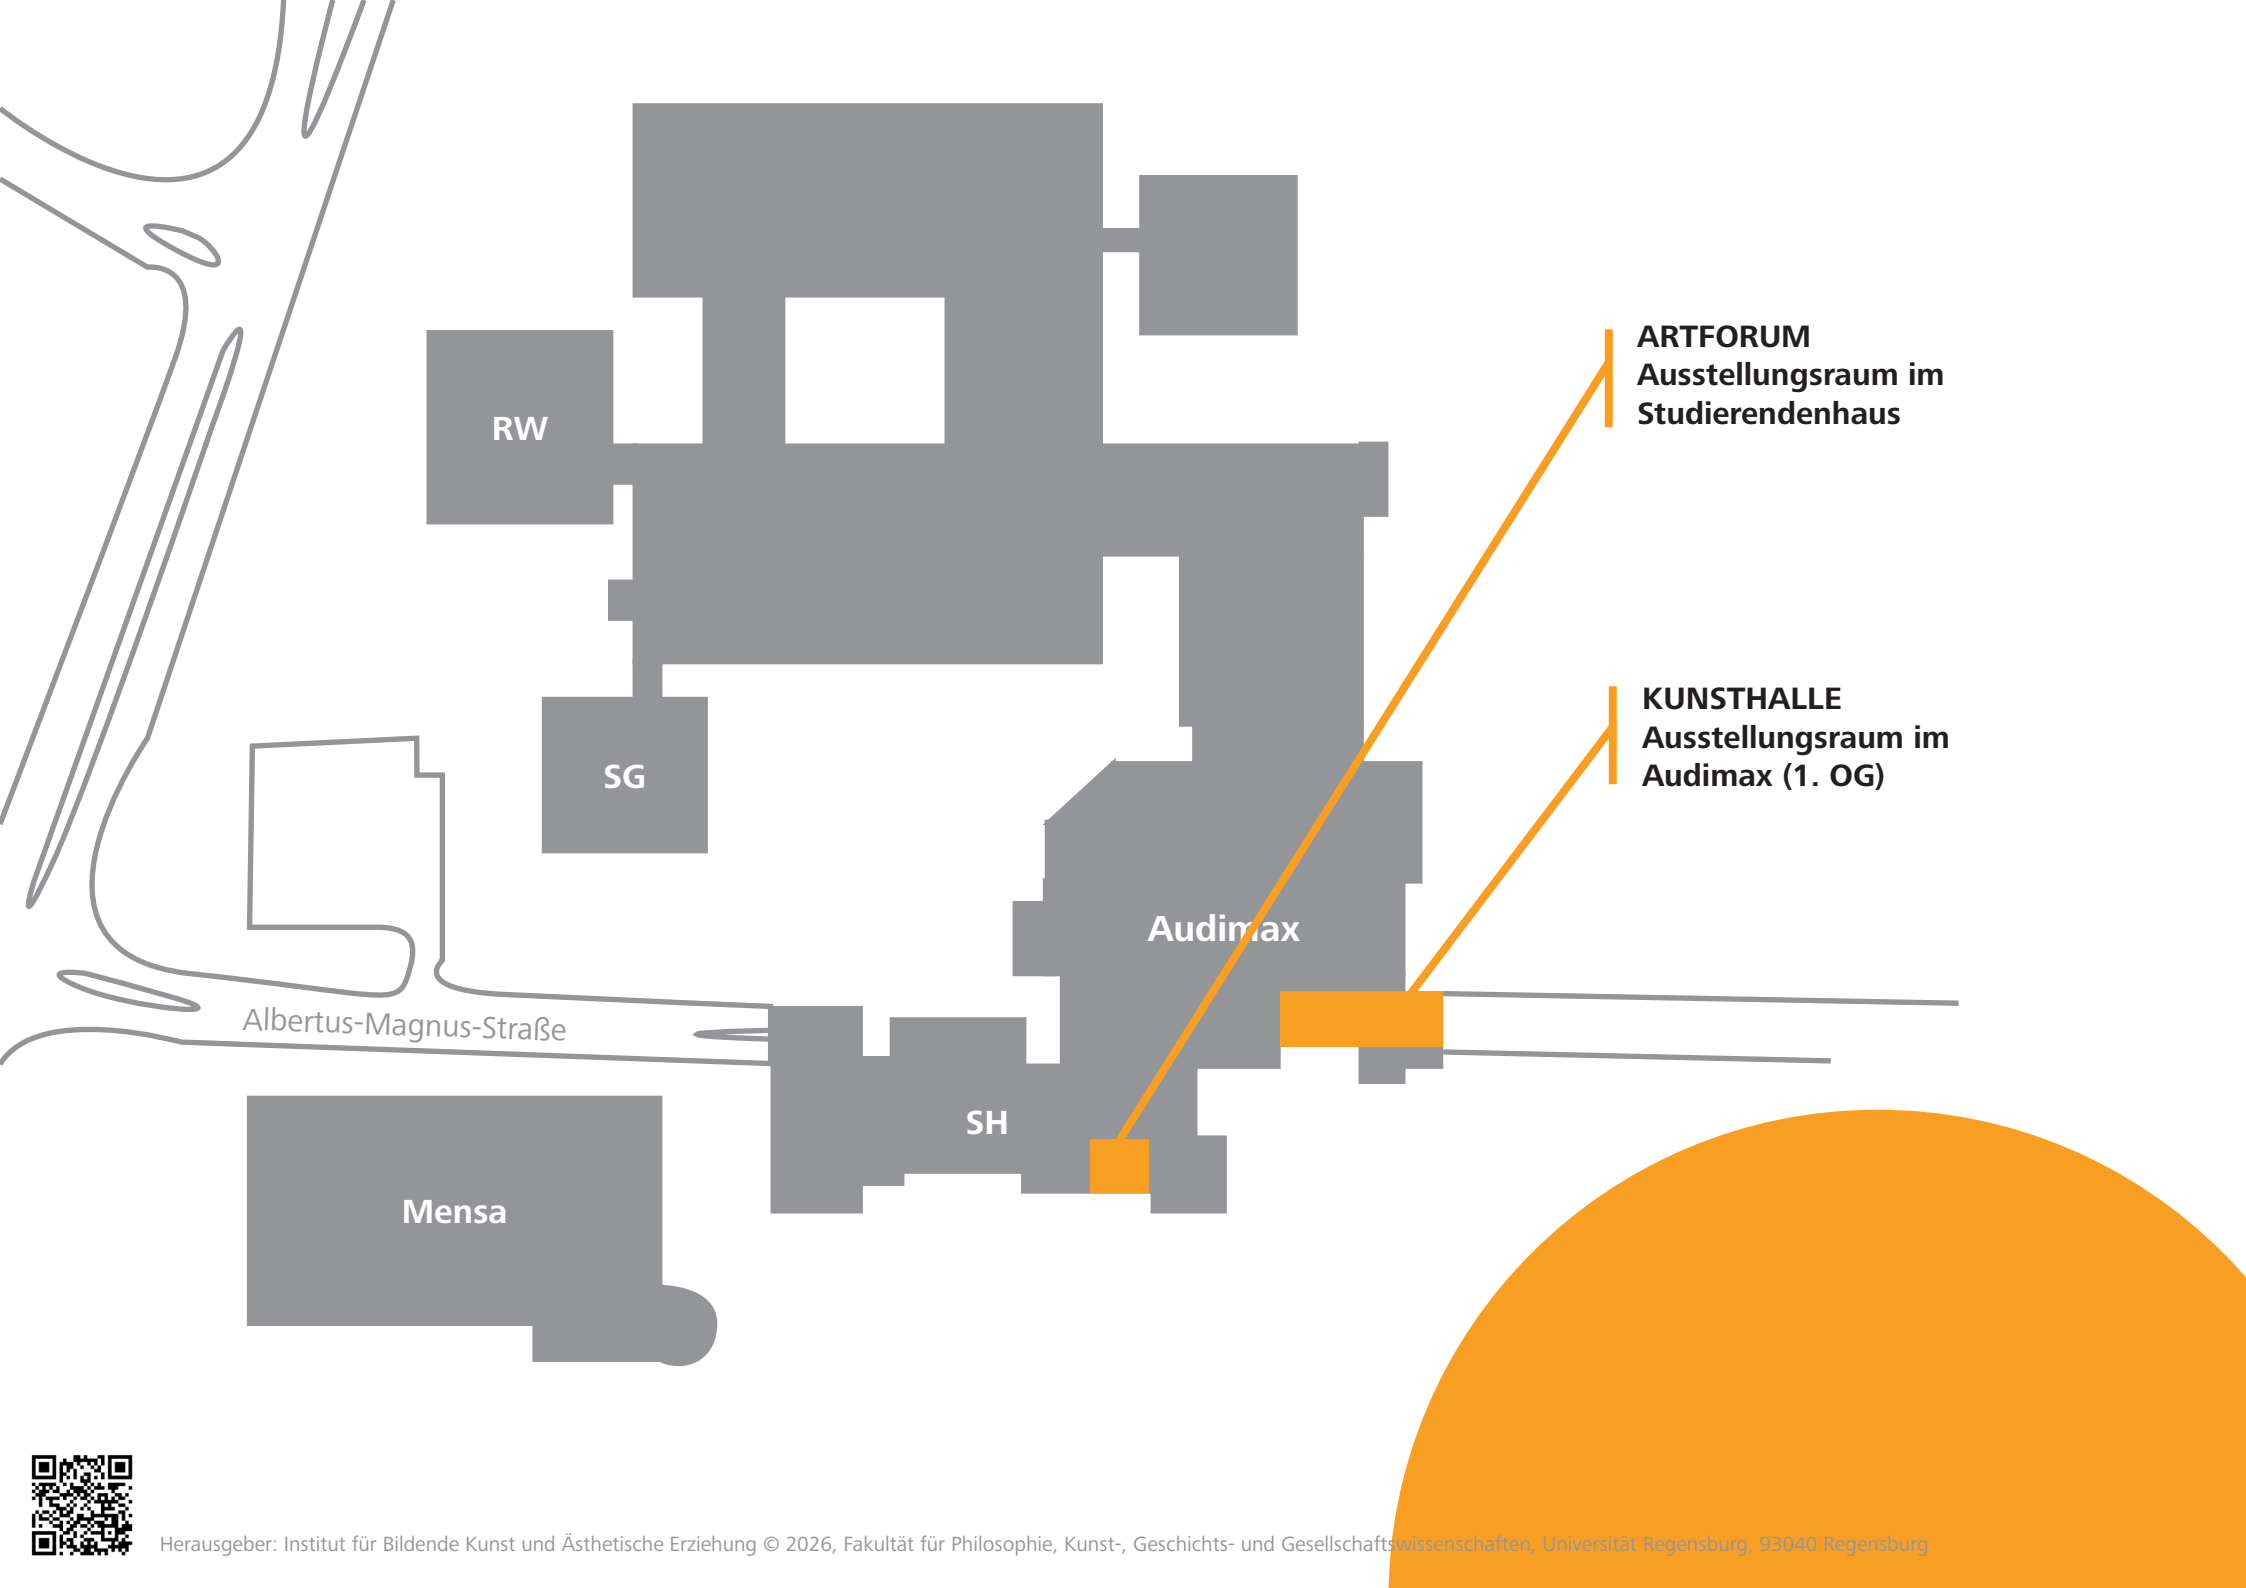 ARTFORUM
Ausstellungsraum im
Studierendenhaus
RW
KUNSTHALLE
Ausstellungsraum im
Audimax (1. OG)
SG
Audimax
Albertus-Magnus-Straße
SH
Mensa
Herausgeber: Institut für Bildende Kunst und Ästhetische Erziehung © 2026, Fakultät für Philosophie, Kunst-, Geschichts- und Gesellschaftswissenschaften, Universität Regensburg, 93040 Regensburg